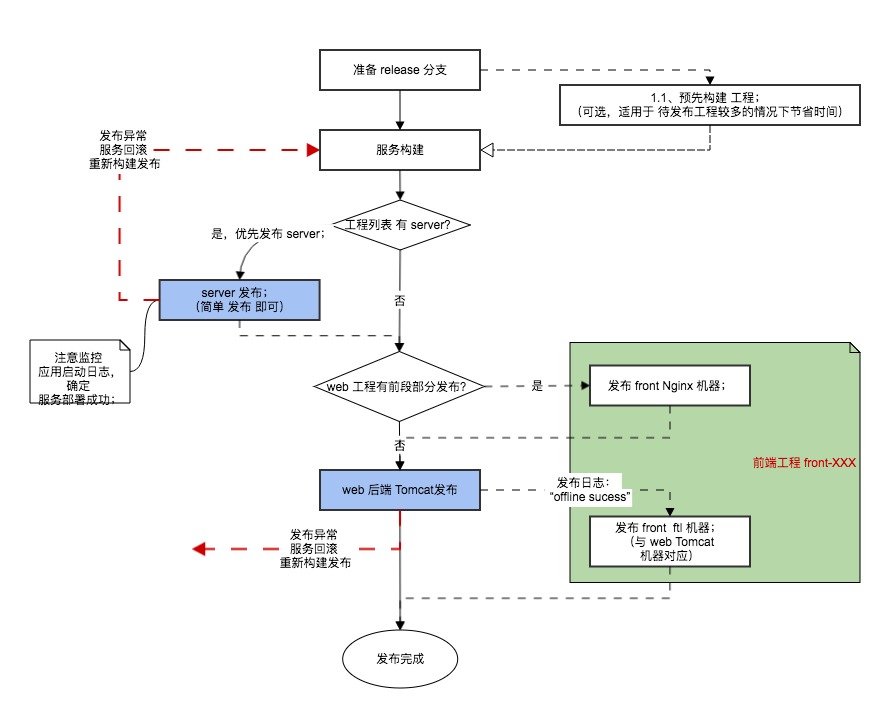 准备 release 分支
1.1、预先构建 工程；
（可选，适用于 待发布工程较多的情况下节省时间）
发布异常
服务回滚
重新构建发布
服务构建
工程列表 有 server?
是，优先发布 server；
server 发布；
（简单 发布 即可）
否
注意监控
应用启动日志，
确定
服务部署成功；
web 工程有前段部分发布?
是
发布 front Nginx 机器；
否
前端工程 front-XXX
web 后端 Tomcat发布
发布日志：
“offline sucess”
发布 front  ftl 机器；
（与 web Tomcat
机器对应）
发布异常
服务回滚
重新构建发布
发布完成